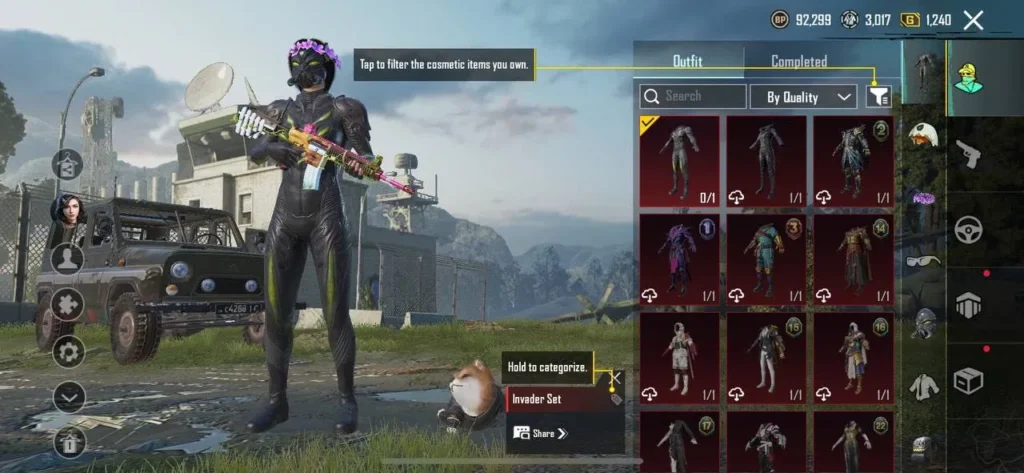 92,299
3,017
1,240
Tap to filter the cosmetic items you own.
Outfit
Completed
Search
By Quality
2
0/1
1/1
1/1
1
3
14
1/1
1/1
1/1
15
16
1/1
1/1
1/1
Hold to categorize.
Invader Set
Share
17
22